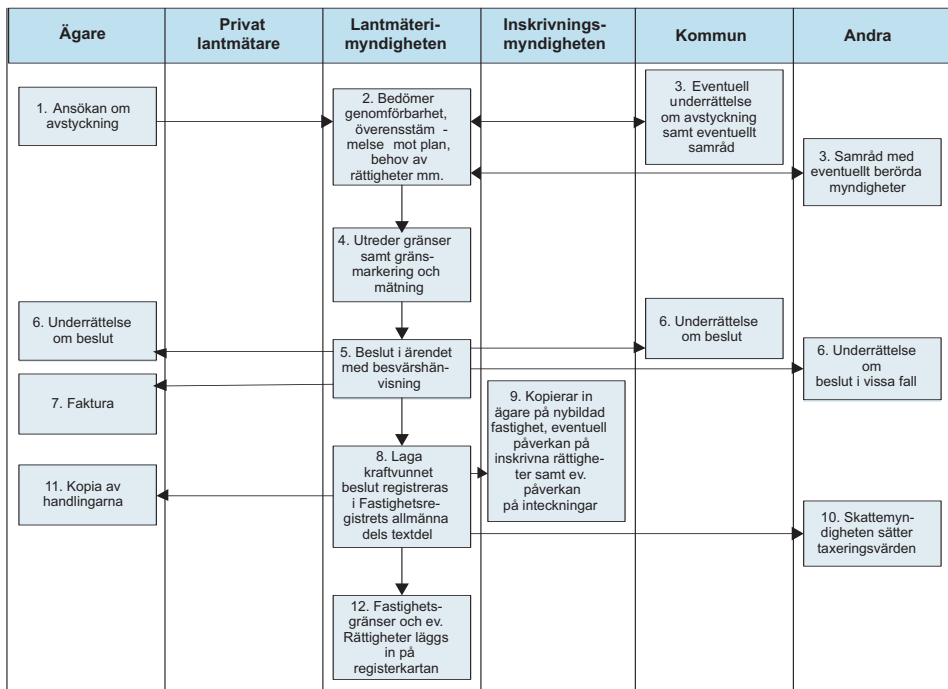 Ägare
Privat
lantmätare
Lantmäteri-
myndigheten
Inskrivnings-
myndigheten
Kommun
Andra
1. Ansökan om
avstyckning
2. Bedömer
genomförbarhet,
överensstäm -
melse mot plan,
behov av
rättigheter mm.
3. Eventuell
underrättelse
om avstyckning
samt eventuellt
samråd
3. Samråd med
eventuellt berörda
myndigheter
4. Utreder gränser
samt gräns-
markering och
mätning
6. Underrättelse
om beslut
5. Beslut i ärendet
med besvärshän-
visning
6. Underrättelse
om beslut
6. Underrättelse
om
beslut i vissa fall
7. Faktura
9. Kopierar in
ägare på nybildad
fastighet, eventuell
påverkan på
inskrivna rättighe-
ter samt ev.
påverkan
på inteckningar
8. Laga
kraftvunnet
beslut registreras
i Fastighetsre-
gistrets allmänna
dels textdel
11. Kopia av
handlingarna
10. Skattemyn-
digheten sätter
taxeringsvärden
12. Fastighets-
gränser och ev.
Rättigheter läggs
in på
registerkartan